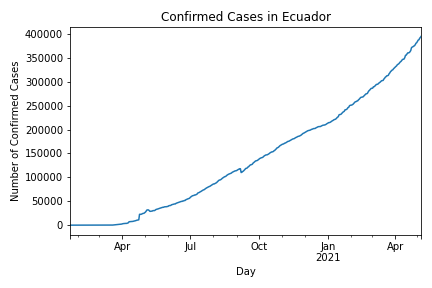 Confirmed Cases in Ecuador
Number of Confirmed Cases
400000
350000
300000
250000
200000
150000
100000
50000
0
Apr Jul Oct Jan Apr
2021
Day